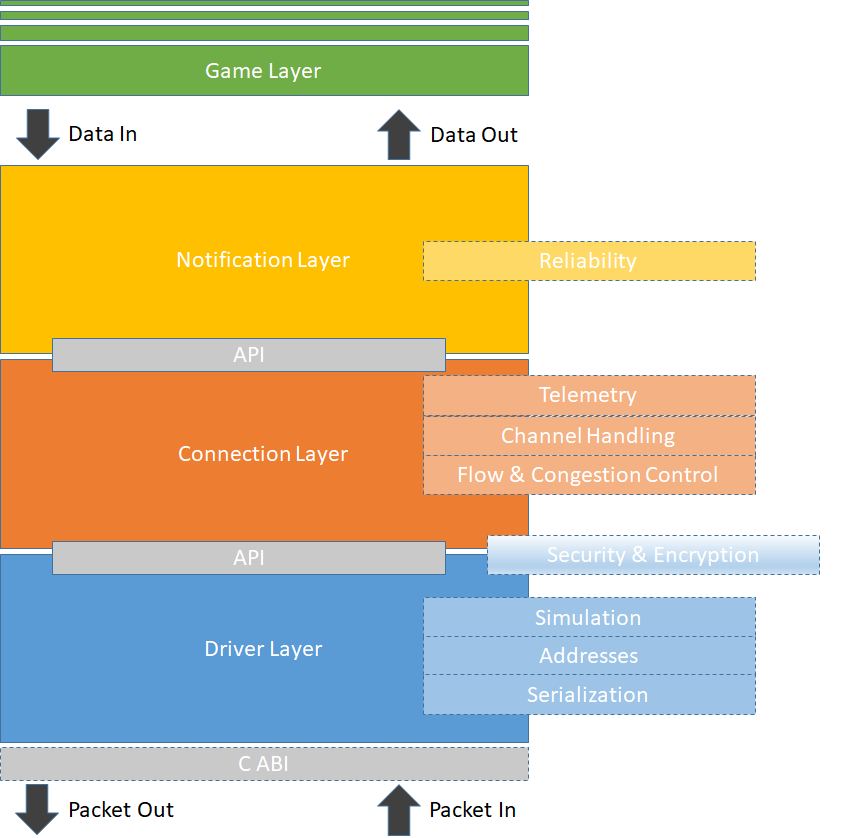 Game Layer
Data In
Data Out
Notification Layer
Reliability
API
Telemetry
Channel Handling
Connection Layer
Flow & Congestion Control
API
Security & Encryption
Simulation
Driver Layer
Addresses
Serialization
C ABI
Packet Out
Packet In